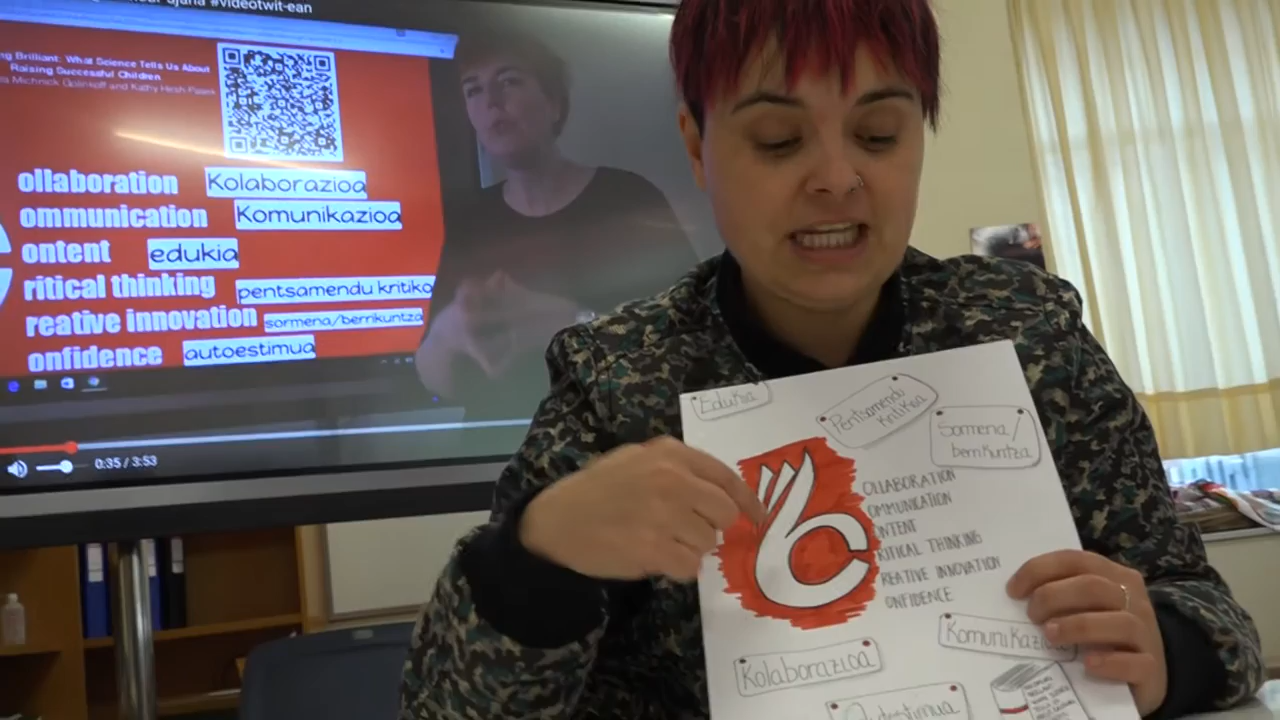 #videotwit-ean
Brilliant: What Science Tells Us About
Raising Successful Children
and Kathy Hirsh-Pasek
ollaboration Kolaborazioa
ommunication Komunikazioa
ontent edukia
ritical thinking pentsamendu kritiko
reative innovation sormena/berrikuntza
onfidence autoestimua
0:35 / 3:53
Edukia
Pentsamendu
Kritikoa
Sormena/
berrikuntza
OLLABORATION
OMMUNICATION
ONTENT
RITICAL THINKING
REATIVE INNOVATION
ONFIDENCE
Komunikazioa
Kolaborazioa
Autoestimua